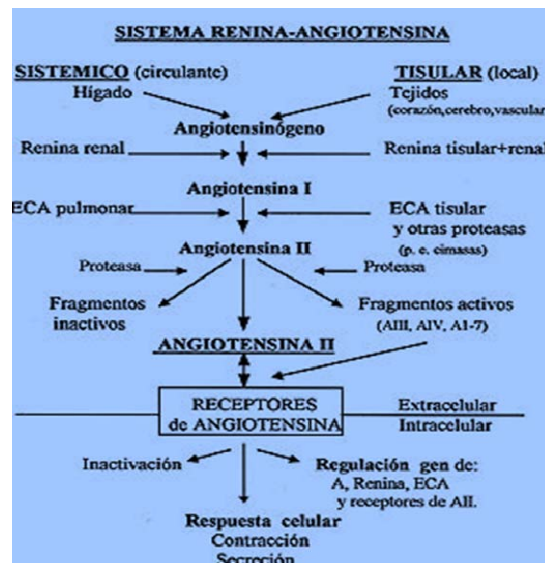 SISTEMA RENINA-ANGIOTENSINA
SISTEMICO (circulante)
Hígado
TISULAR (local)
Tejidos
(corazón,cerebro,vascular
Angiotensinógeno
Renina renal
Renina tisular+renal
Angiotensina I
ECA pulmonar
ECA tisular
y otras proteasas
(p. e. cimasas)
Angiotensina II
Proteasa
Proteasa
Fragmentos
inactivos
Fragmentos activos
(AIII, AIV, A1-7)
ANGIOTENSINA II
RECEPTORES
de ANGIOTENSINA
Extracelular
Intracelular
Inactivación
Regulación gen de:
A, Renina, ECA
y receptores de AII.
Respuesta celular
Contracción
Secreción